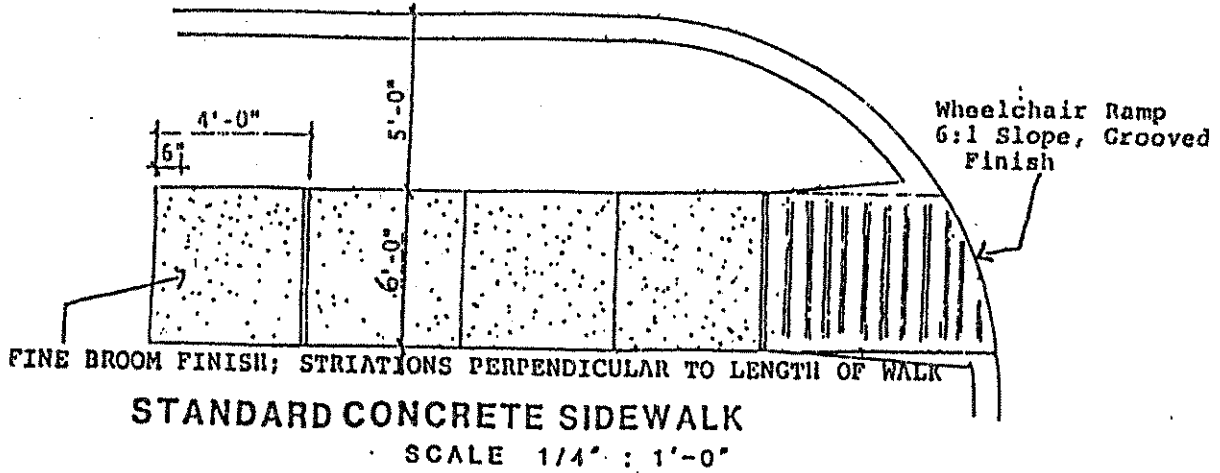 5'-0"
Wheelchair Ramp
6:1 Slope, Grooved
Finish
4'-0"
6"
6'-0"
FINE BROOM FINISH; STRIATIONS PERPENDICULAR TO LENGTH OF WALK
STANDARD CONCRETE SIDEWALK
SCALE 1/4" : 1'-0"